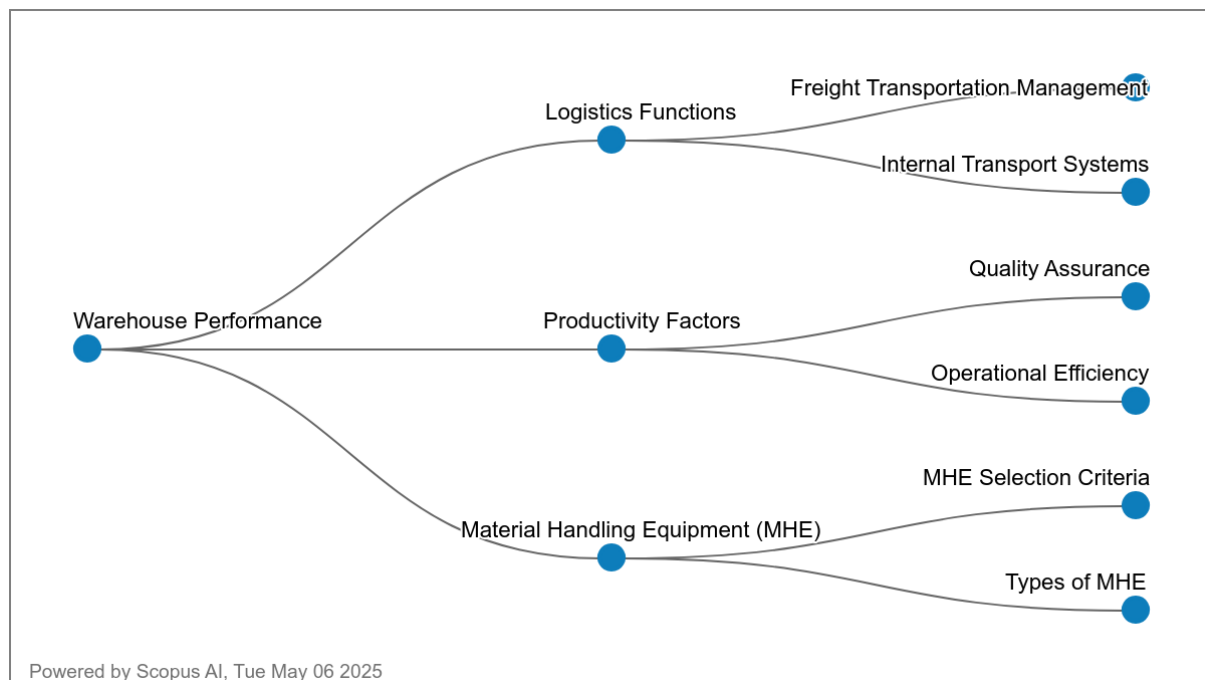 Freight Transportation Management
Logistics Functions
Internal Transport Systems
Quality Assurance
Warehouse Performance
Productivity Factors
Operational Efficiency
MHE Selection Criteria
Material Handling Equipment (MHE)
Types of MHE
Powered by Scopus AI, Tue May 06 2025